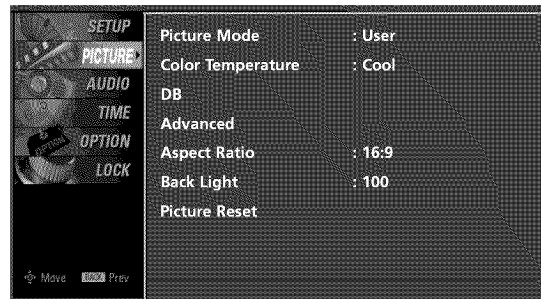 SETUP
PICTURE
AUDIO
TIME
OPTION
LOCK
Picture Mode : User
Color Temperature : Cool
DB
Advanced
Aspect Ratio : 16:9
Back Light : 100
Picture Reset
Move BACK Prev